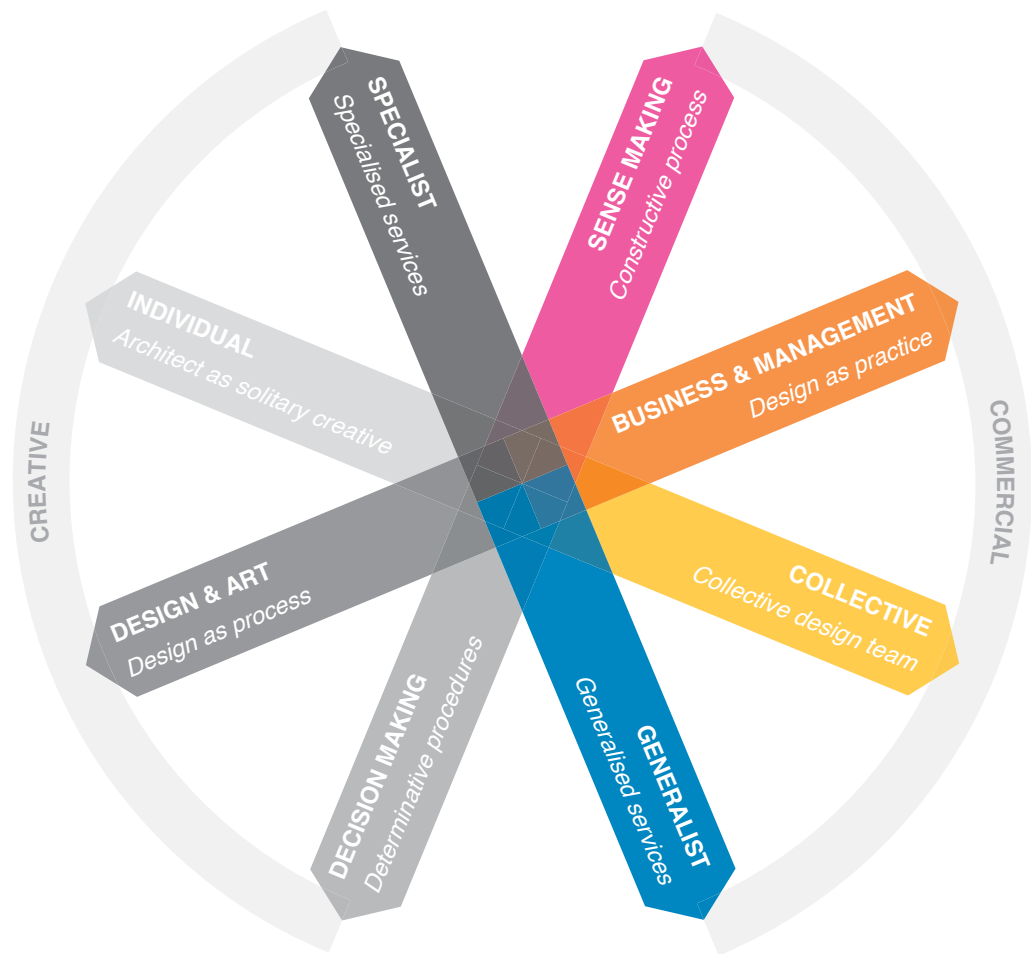 SPECIALIST
Specialised services
SENSE MAKING
Constructive process
INDIVIDUAL
Architect as solitary creative
BUSINESS & MANAGEMENT
Design as practice
CREATIVE
COMMERCIAL
DESIGN & ART
Design as process
COLLECTIVE
Collective design team
DECISION MAKING
Determinative procedures
GENERALIST
Generalised services